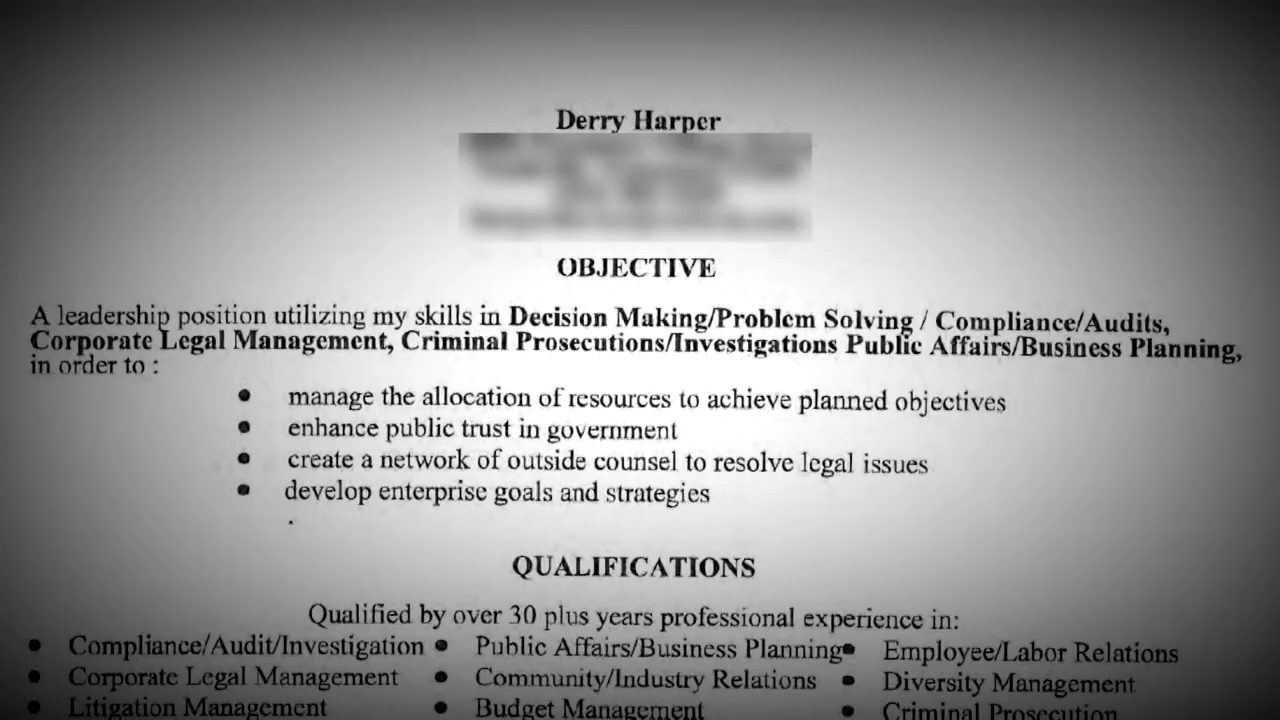 Derry Harper
OBJECTIVE
A leadership position utilizing my skills in Decision Making/Problem Solving / Compliance/Audits,
Corporate Legal Management, Criminal Prosecutions/Investigations Public Affairs/Business Planning,
in order to :
• manage the allocation of resources to achieve planned objectives
• enhance public trust in government
• create a network of outside counsel to resolve legal issues
• develop enterprise goals and strategies
.
QUALIFICATIONS
Qualified by over 30 plus years professional experience in:
• Compliance/Audit/Investigation • Public Affairs/Business Planning• Employee/Labor Relations
• Corporate Legal Management • Community/Industry Relations • Diversity Management
• Litigation Management • Budget Management • Criminal Prosecution